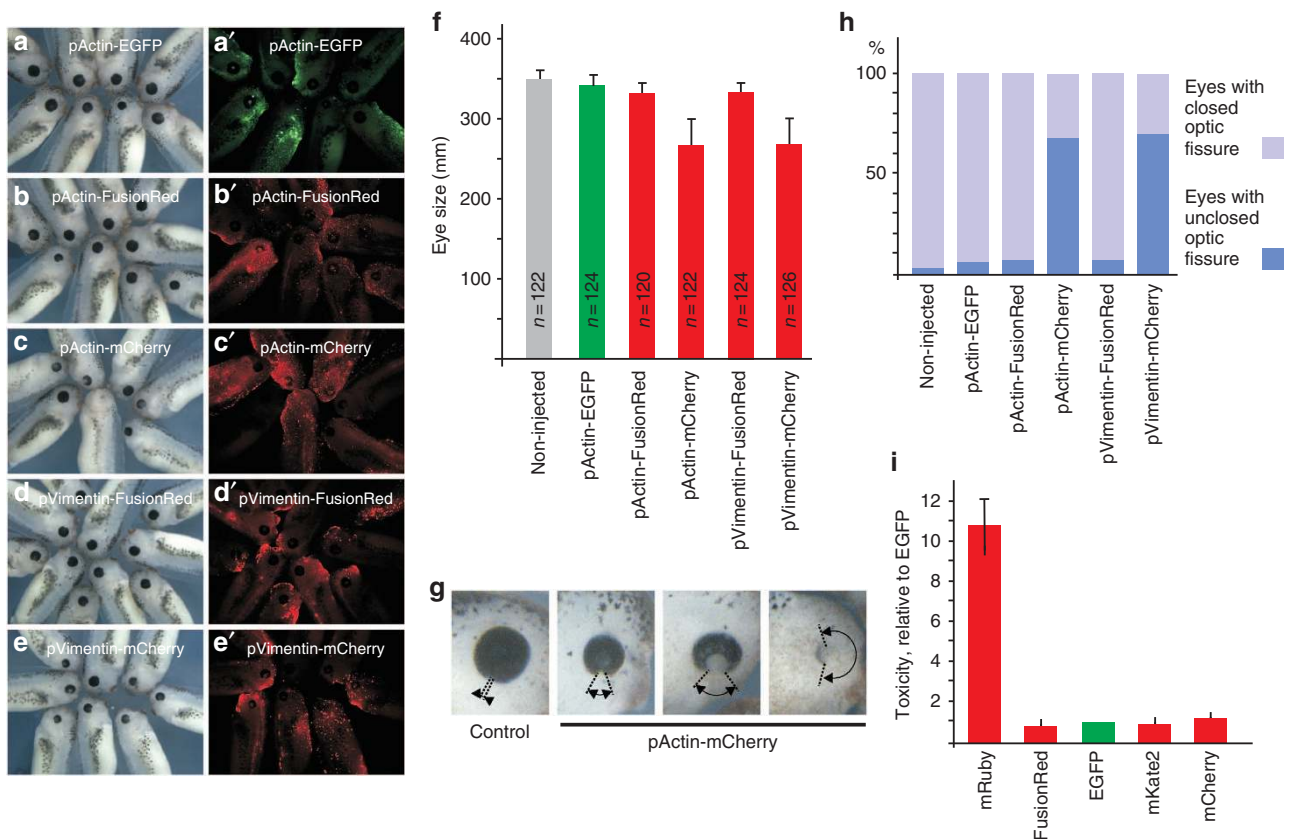 a
pActin-EGFP
a′
pActin-EGFP
b
pActin-FusionRed
b′
pActin-FusionRed
c
pActin-mCherry
c′
pActin-mCherry
d
pVimentin-FusionRed
d′
pVimentin-FusionRed
e
pVimentin-mCherry
e′
pVimentin-mCherry
f
Eye size (mm)
400
300
200
100
n = 122
n = 124
n = 120
n = 122
n = 124
n = 126
Non-injected
pActin-EGFP
pActin-FusionRed
pActin-mCherry
pVimentin-FusionRed
pVimentin-mCherry
g
Control
pActin-mCherry
h
%
100
50
Non-injected
pActin-EGFP
pActin-FusionRed
pActin-mCherry
pVimentin-FusionRed
pVimentin-mCherry
Eyes with
closed
optic
fissure
Eyes with
unclosed
optic
fissure
i
Toxicity, relative to EGFP
12
10
8
6
4
2
mRuby
FusionRed
EGFP
mKate2
mCherry